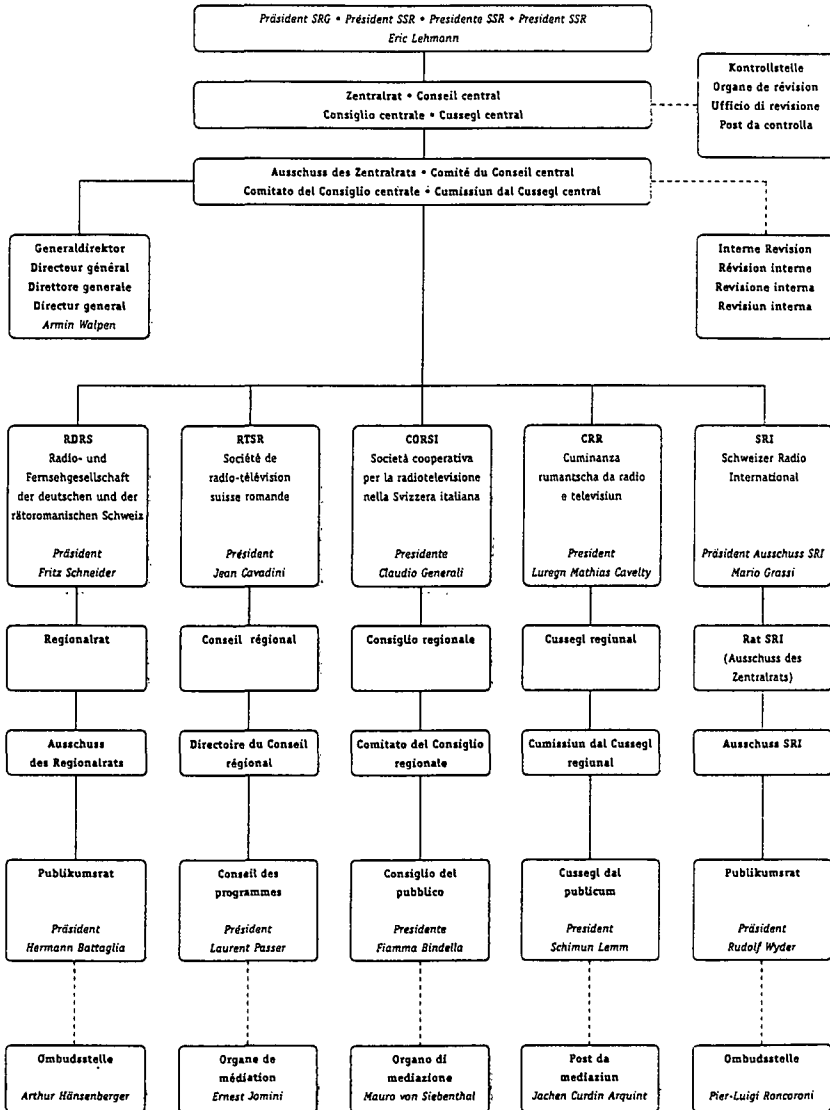 Präsident SRG • Président SSR • Presidente SSR • President SSR
Eric Lehmann
Zentralrat • Conseil central
Consiglio centrale • Cussegl central
Kontrollstelle
Organe de révision
Ufficio di revisione
Post da controlla
Ausschuss des Zentralrats • Comité du Conseil central
Comitato del Consiglio centrale • Cumissiun dal Cussegl central
Generaldirektor
Directeur général
Direttore generale
Directur general
Armin Walpen
Interne Revision
Révision interne
Revisione interna
Revisiun interna
RDRS
Radio- und
Fernsehgesellschaft
der deutschen und der
rätoromanischen Schweiz
Präsident
Fritz Schneider
RTSR
Société de
radio-télévision
suisse romande
Président
Jean Cavadini
CORSI
Società cooperativa
per la radiotelevisione
nella Svizzera italiana
Presidente
Claudio Generali
CRR
Cuminanza
rumantscha da radio
e televisiun
President
Luregn Mathias Cavelty
SRI
Schweizer Radio
International
Präsident Ausschuss SRI
Mario Grassi
Regionalrat
Conseil régional
Consiglio regionale
Cussegl regiunal
Rat SRI
(Ausschuss des
Zentralrats)
Ausschuss
des Regionalrats
Directoire du Conseil
régional
Comitato del Consiglio
regionale
Cumissiun dal Cussegl
regiunal
Ausschuss SRI
Publikumsrat
Präsident
Hermann Battaglia
Conseil des
programmes
Président
Laurent Passer
Consiglio del
pubblico
Presidente
Fiamma Bindella
Cussegl dal
publicum
President
Schimun Lemm
Publikumsrat
Präsident
Rudolf Wyder
Ombudsstelle
Arthur Hänsenberger
Organe de
médiation
Ernest Jomini
Organo di
mediazione
Mauro von Siebenthal
Post da
mediaziun
Jachen Curdin Arquint
Ombudsstelle
Pier-Luigi Roncoroni